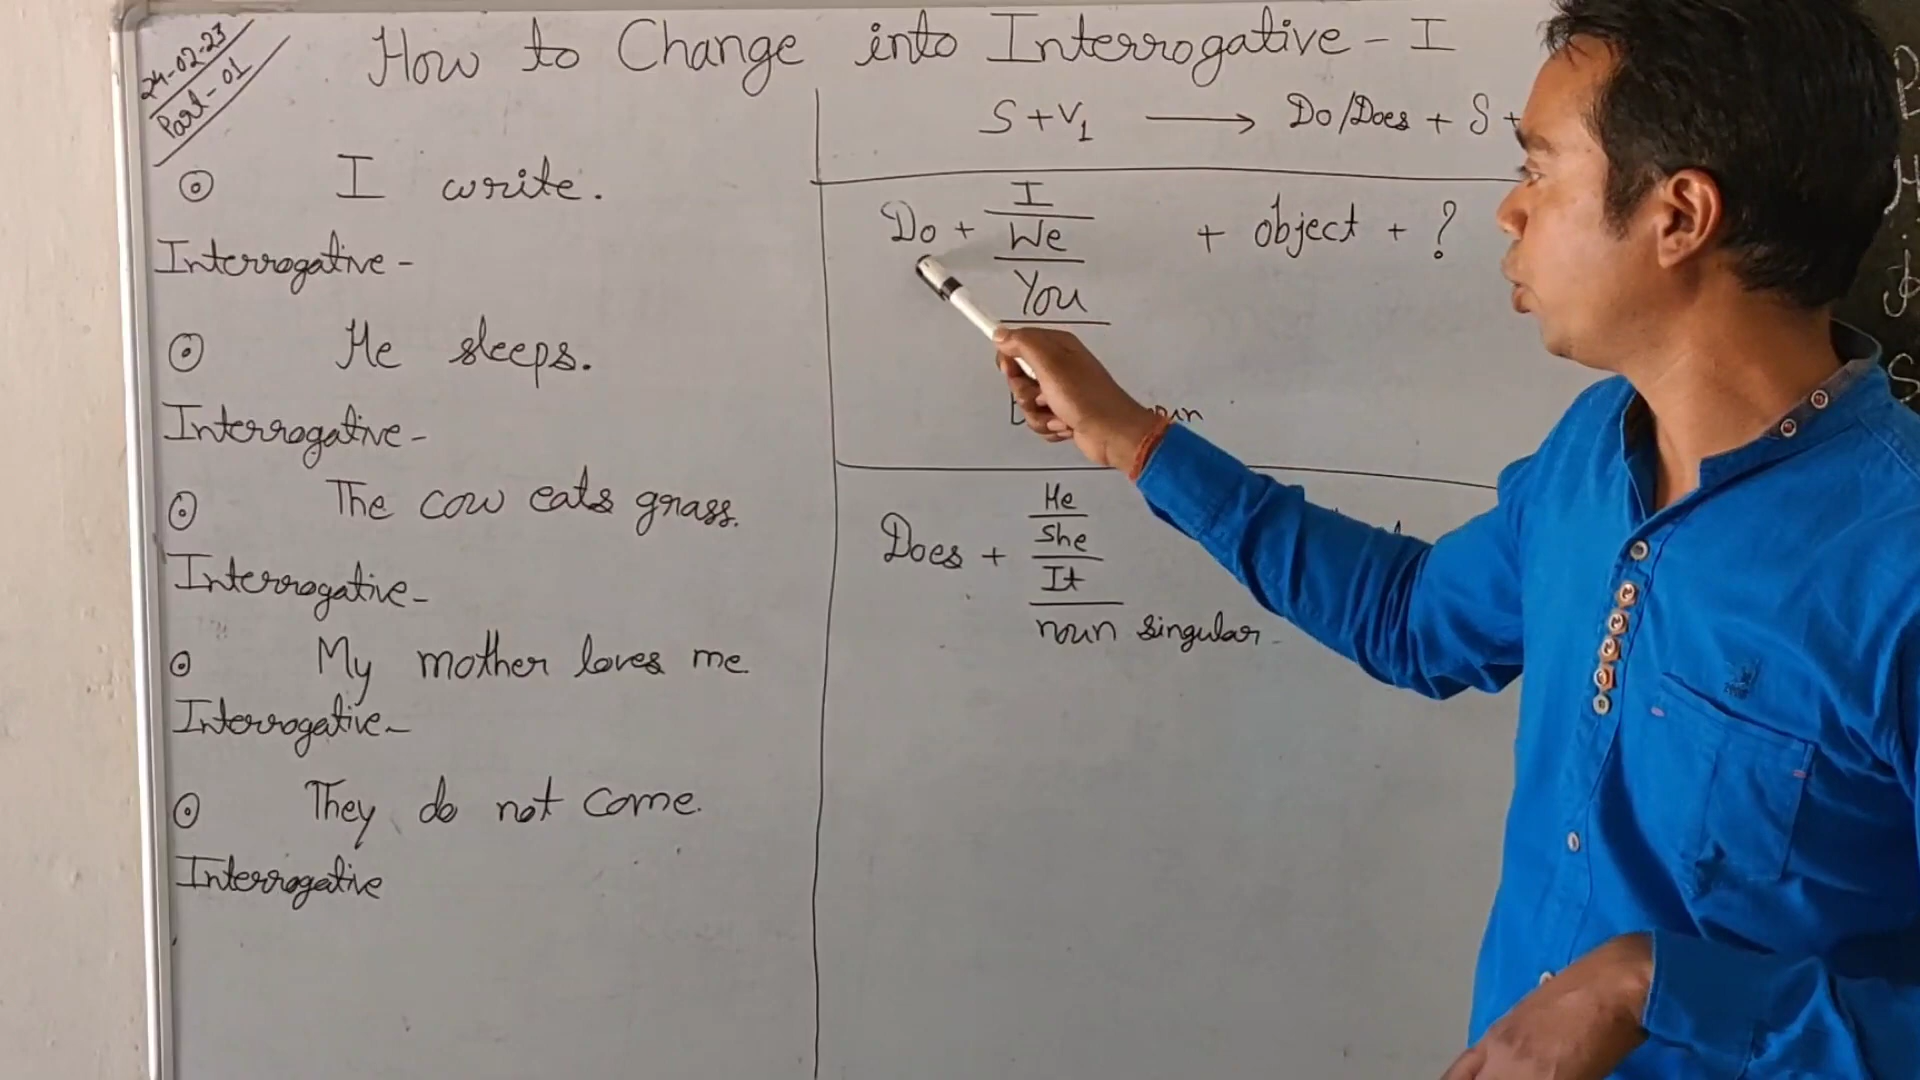 24-02-23
Part-01
How to Change into Interrogative - I
I write.
Interrogative -
He sleeps.
Interrogative -
The cow eats grass.
Interrogative -
My mother loves me
Interrogative -
They do not come.
Interrogative
S+V1 → Do/Does + S +
Do + I
We
You
+ object + ?
Does + He
She
It
noun singular